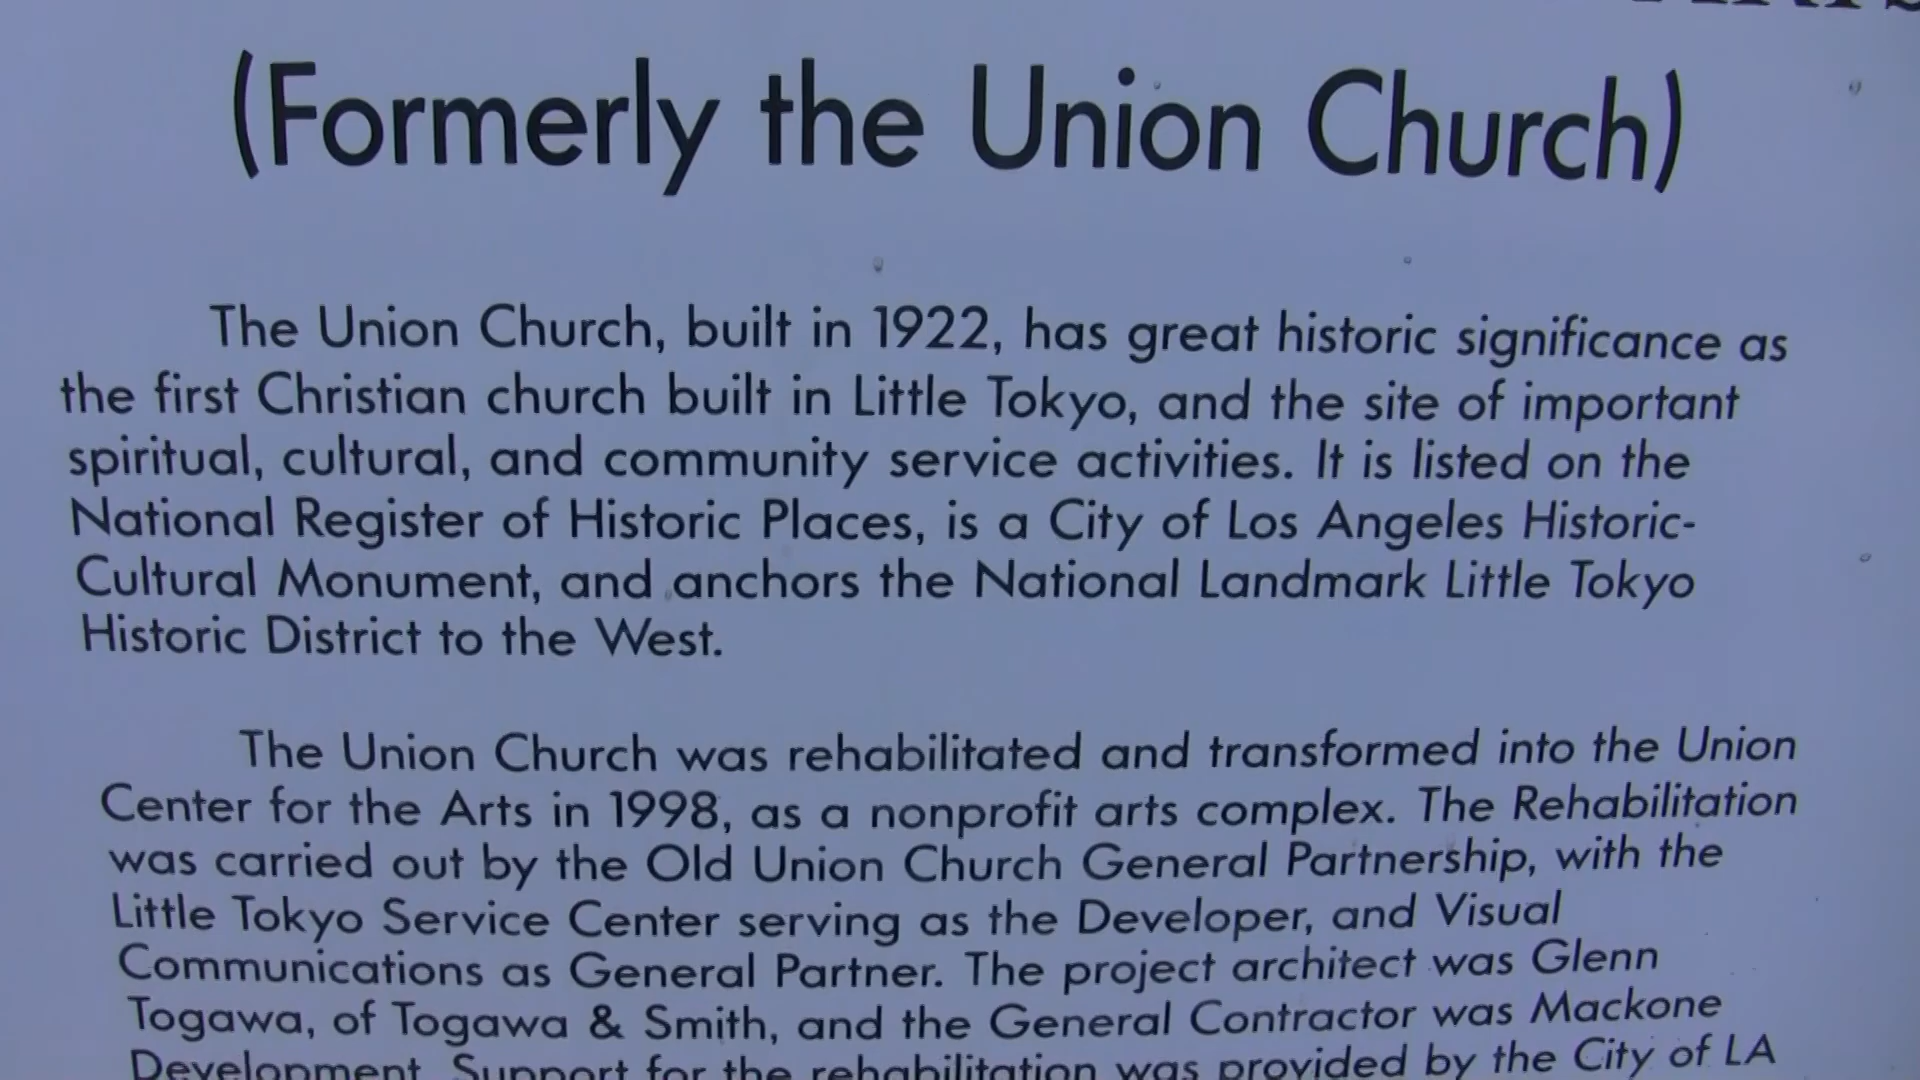 (Formerly the Union Church)
The Union Church, built in 1922, has great historic significance as
the first Christian church built in Little Tokyo, and the site of important
spiritual, cultural, and community service activities. It is listed on the
National Register of Historic Places, is a City of Los Angeles Historic-
Cultural Monument, and anchors the National Landmark Little Tokyo
Historic District to the West.
The Union Church was rehabilitated and transformed into the Union
Center for the Arts in 1998, as a nonprofit arts complex. The Rehabilitation
was carried out by the Old Union Church General Partnership, with the
Little Tokyo Service Center serving as the Developer, and Visual
Communications as General Partner. The project architect was Glenn
Togawa, of Togawa & Smith, and the General Contractor was Mackone
Development. Support for the rehabilitation was provided by the City of LA